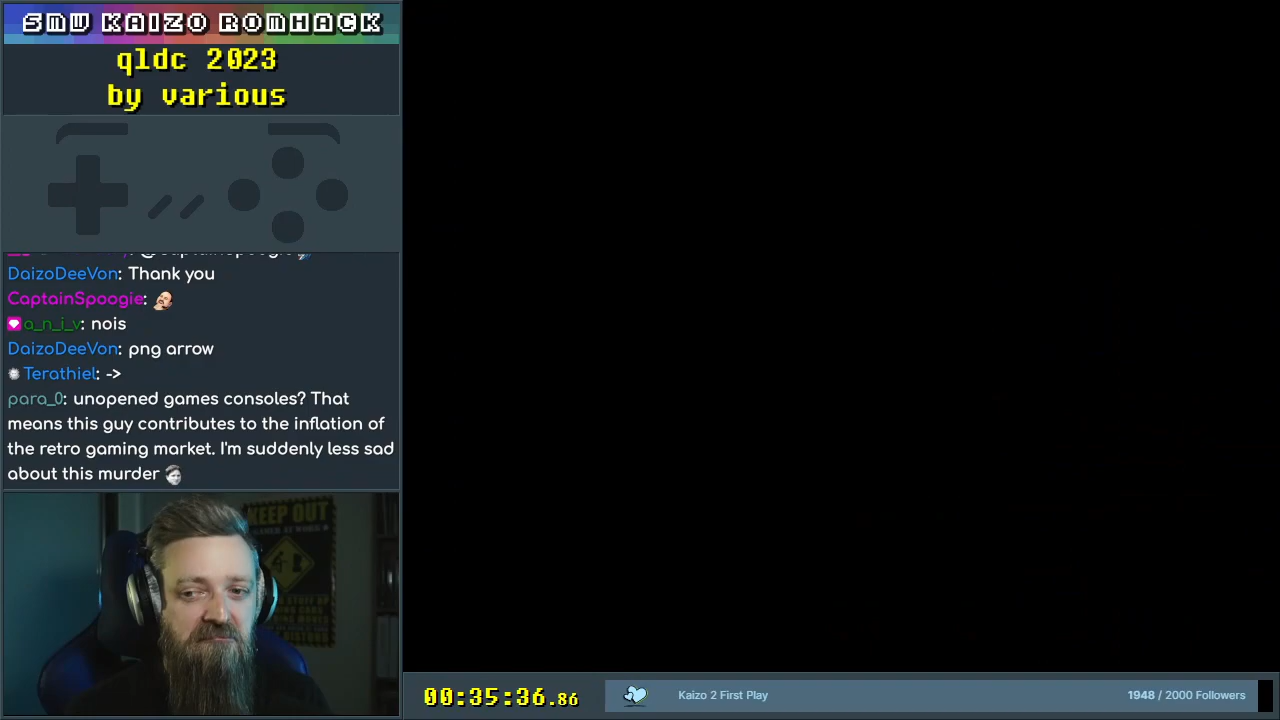 SMW KAIZO ROMHACK
qldc 2023
by various
DaizoDeeVon: Thank you
CaptainSpoogie:
a_n_i_v: nois
DaizoDeeVon: png arrow
Terathiel: ->
para_0: unopened games consoles? That
means this guy contributes to the inflation of
the retro gaming market. I'm suddenly less sad
about this murder
KEEP OUT
00:35:36.86
Kaizo 2 First Play
1948 / 2000 Followers